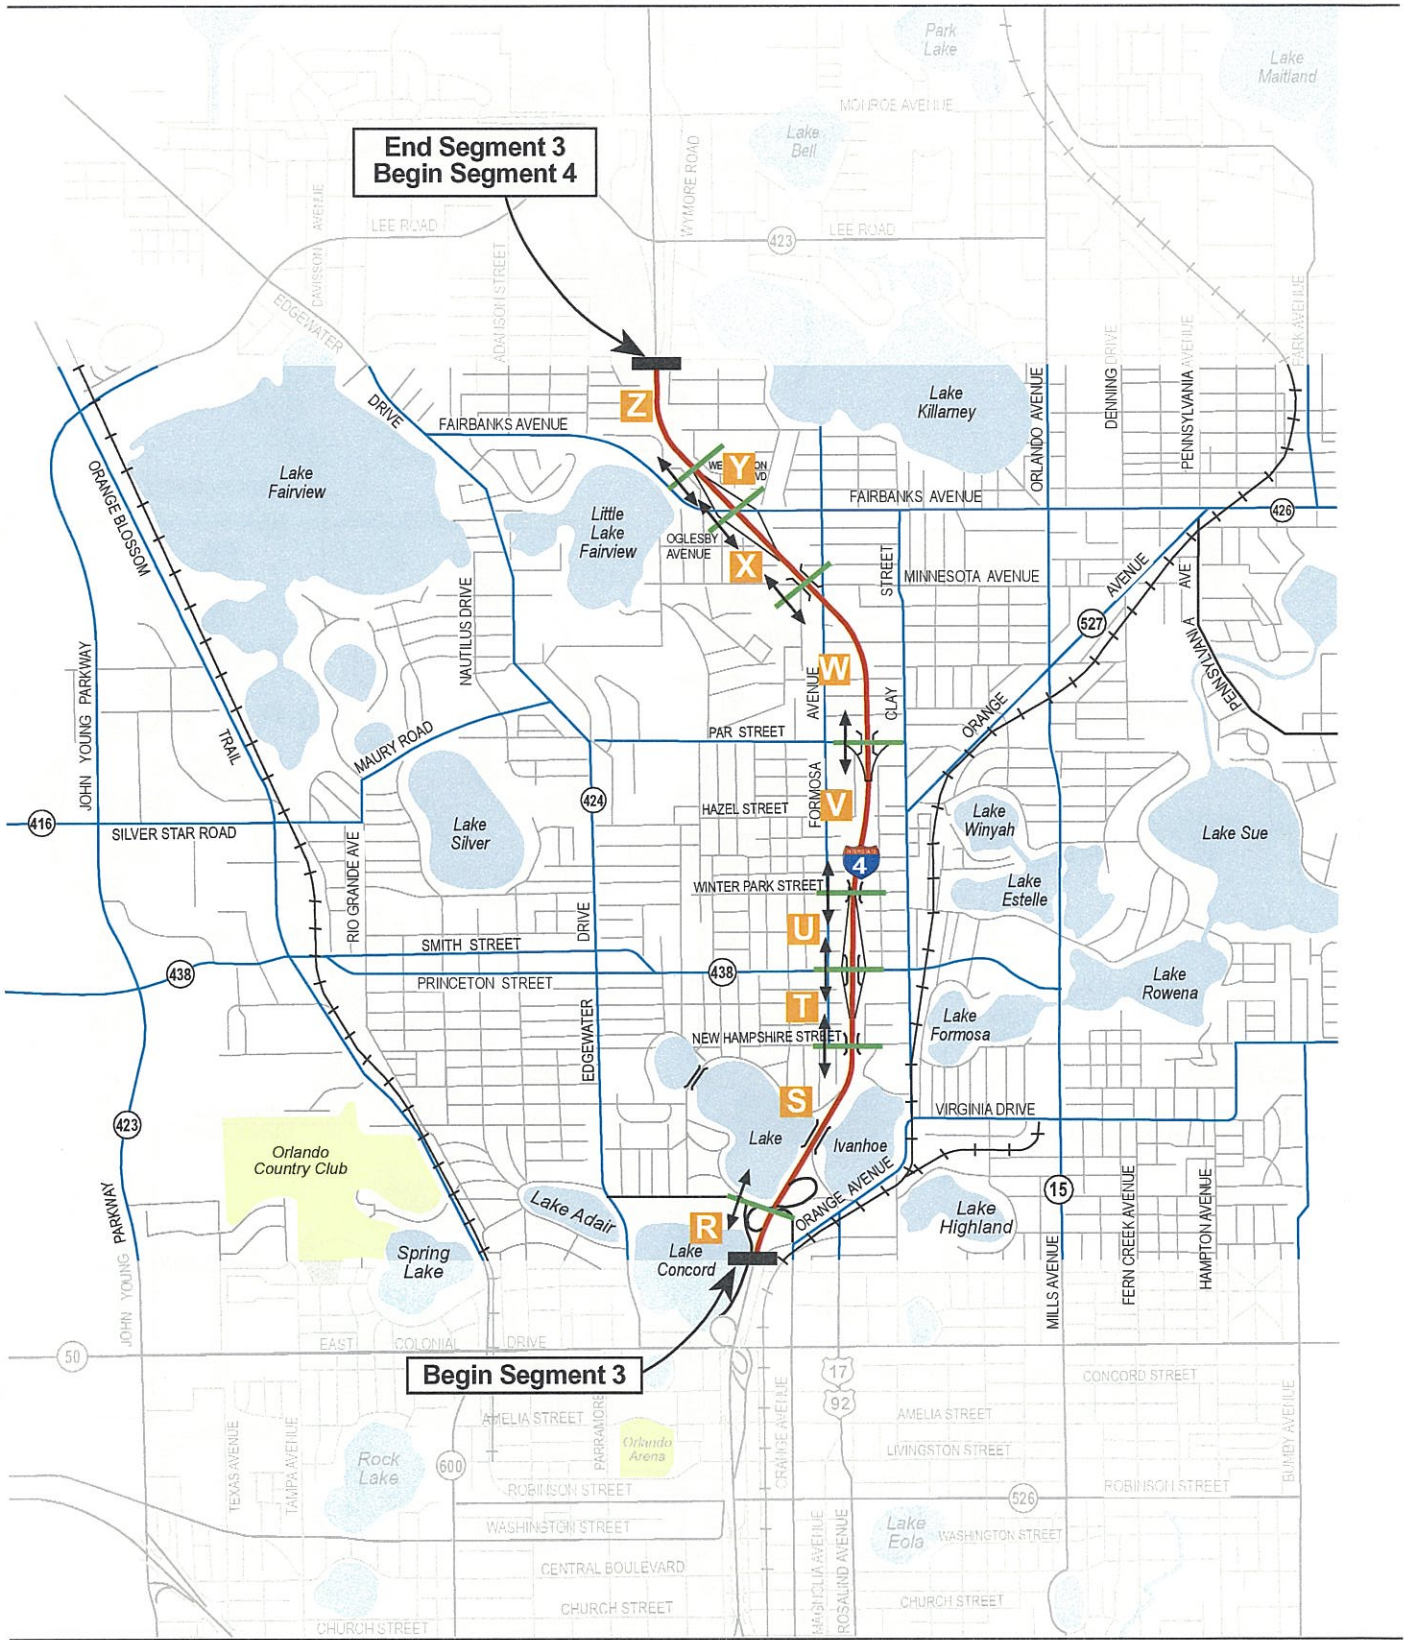 Park
Lake
Lake
Maitland
MONROE AVENUE
Lake
Bell
End Segment 3
Begin Segment 4
WYMORE ROAD
DAVISSON AVENUE
LEE ROAD
423
LEE ROAD
ADANSON STREET
EDGEWATER
DRIVE
PARK AVENUE
DENNING DRIVE
PENNSYLVANIA AVENUE
ORLANDO AVENUE
Lake
Killarney
Z
FAIRBANKS AVENUE
Y
WE ON
VD
ORANGE BLOSSOM
TRAIL
Lake
Fairview
FAIRBANKS AVENUE
426
Little
Lake
Fairview
OGLESBY
AVENUE
X
MINNESOTA AVENUE
CLAY STREET
ORANGE AVENUE
PENNSYLVANIA AVE
527
NAUTILUS DRIVE
JOHN YOUNG PARKWAY
W
FORMOSA AVENUE
PAR STREET
MAURY ROAD
424
HAZEL STREET
V
Lake
Winyah
416
SILVER STAR ROAD
Lake
Silver
Lake Sue
INTERSTATE
4
WINTER PARK STREET
Lake
Estelle
RIO GRANDE AVE
EDGEWATER DRIVE
U
SMITH STREET
438
438
PRINCETON STREET
Lake
Rowena
T
Lake
Formosa
NEW HAMPSHIRE STREET
S
VIRGINIA DRIVE
423
Lake
Ivanhoe
Orlando
Country Club
ORANGE AVENUE
15
Lake Adair
Lake
Highland
R
JOHN YOUNG PARKWAY
Spring
Lake
Lake
Concord
MILLS AVENUE
FERN CREEK AVENUE
HAMPTON AVENUE
EAST COLONIAL DRIVE
50
Begin Segment 3
17
92
CONCORD STREET
AMELIA STREET
AMELIA STREET
ORANGE AVENUE
BUMBY AVENUE
TEXAS AVENUE
TAMPA AVENUE
PARRAMORE
Orlando
Arena
LIVINGSTON STREET
Rock
Lake
600
ROBINSON STREET
ROBINSON STREET
526
WASHINGTON STREET
Lake
Eola
WASHINGTON STREET
MAGNOLIA AVENUE
ROSALIND AVENUE
CENTRAL BOULEVARD
CHURCH STREET
CHURCH STREET
CHURCH STREET